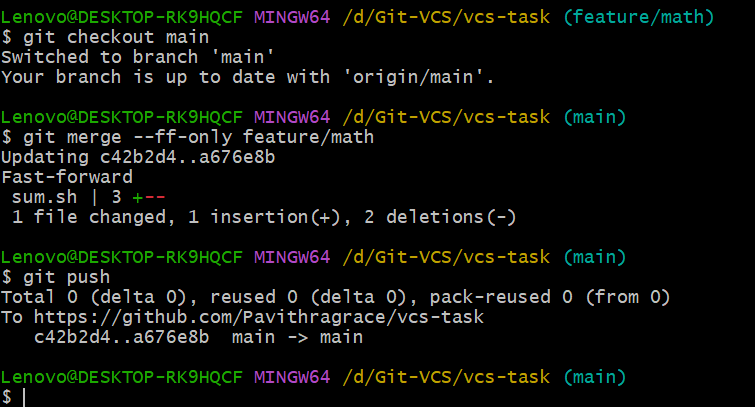 Lenovo@DESKTOP-RK9HQCF MINGW64 /d/Git-VCS/vcs-task (feature/math)
$ git checkout main
Switched to branch 'main'
Your branch is up to date with 'origin/main'.
Lenovo@DESKTOP-RK9HQCF MINGW64 /d/Git-VCS/vcs-task (main)
$ git merge --ff-only feature/math
Updating c42b2d4..a676e8b
Fast-forward
 sum.sh | 3 +--
 1 file changed, 1 insertion(+), 2 deletions(-)
Lenovo@DESKTOP-RK9HQCF MINGW64 /d/Git-VCS/vcs-task (main)
$ git push
Total 0 (delta 0), reused 0 (delta 0), pack-reused 0 (from 0)
To https://github.com/Pavithragrace/vcs-task
   c42b2d4..a676e8b  main -> main
Lenovo@DESKTOP-RK9HQCF MINGW64 /d/Git-VCS/vcs-task (main)
$